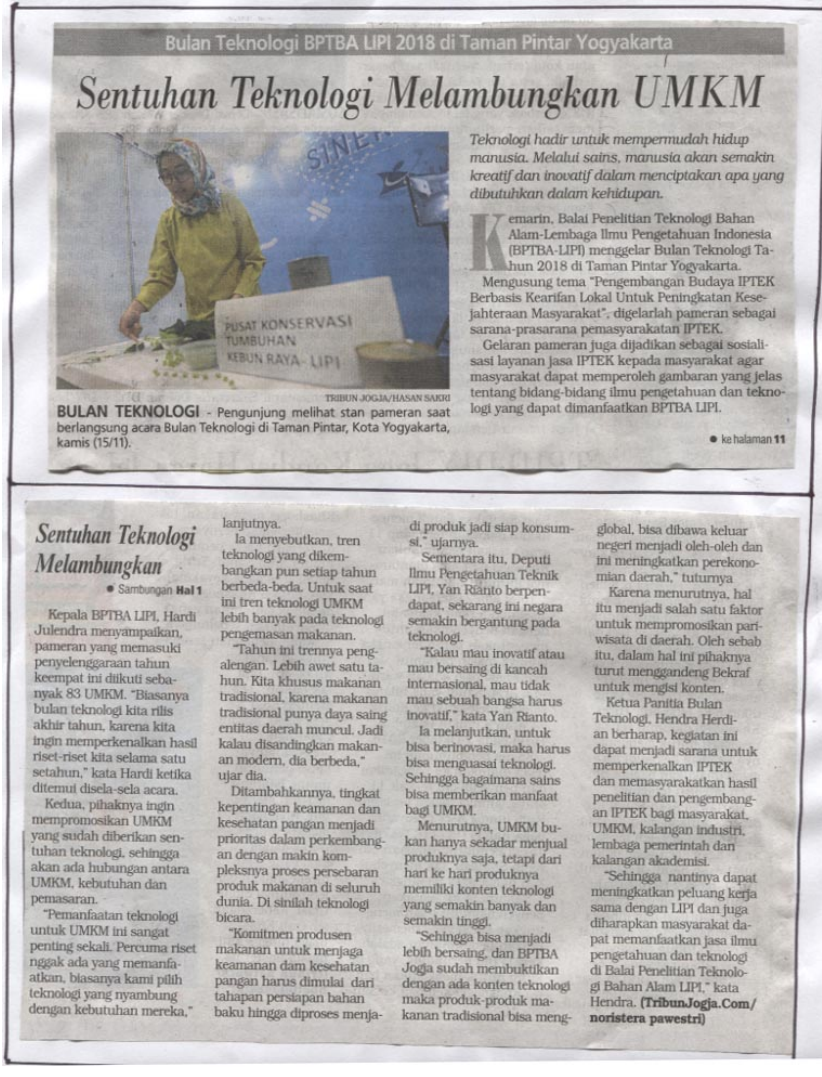 Bulan Teknologi BPTBA LIPI 2018 di Taman Pintar Yogyakarta
Sentuhan Teknologi Melambungkan UMKM
SINER
PUSAT KONSERVASI
TUMBUHAN
KEBUN RAYA - LIPI
TRIBUN JOGJA/HASAN SAKRI
BULAN TEKNOLOGI - Pengunjung melihat stan pameran saat
berlangsung acara Bulan Teknologi di Taman Pintar, Kota Yogyakarta,
kamis (15/11).
Teknologi hadir untuk mempermudah hidup
manusia. Melalui sains, manusia akan semakin
kreatif dan inovatif dalam menciptakan apa yang
dibutuhkan dalam kehidupan.
Kemarin, Balai Penelitian Teknologi Bahan
Alam-Lembaga Ilmu Pengetahuan Indonesia
(BPTBA-LIPI) menggelar Bulan Teknologi Ta-
hun 2018 di Taman Pintar Yogyakarta.
Mengusung tema "Pengembangan Budaya IPTEK
Berbasis Kearifan Lokal Untuk Peningkatan Kese-
jahteraan Masyarakat", digelarlah pameran sebagai
sarana-prasarana pemasyarakatan IPTEK.
Gelaran pameran juga dijadikan sebagai sosiali-
sasi layanan jasa IPTEK kepada masyarakat agar
masyarakat dapat memperoleh gambaran yang jelas
tentang bidang-bidang ilmu pengetahuan dan tekno-
logi yang dapat dimanfaatkan BPTBA LIPI.
● ke halaman 11
Sentuhan Teknologi
Melambungkan
● Sambungan Hal 1
Kepala BPTBA LIPI, Hardi
Julendra menyampaikan,
pameran yang memasuki
penyelenggaraan tahun
keempat ini diikuti seba-
nyak 83 UMKM. "Biasanya
bulan teknologi kita rilis
akhir tahun, karena kita
ingin memperkenalkan hasil
riset-riset kita selama satu
setahun," kata Hardi ketika
ditemui disela-sela acara.
Kedua, pihaknya ingin
mempromosikan UMKM
yang sudah diberikan sen-
tuhan teknologi, sehingga
akan ada hubungan antara
UMKM, kebutuhan dan
pemasaran.
"Pemanfaatan teknologi
untuk UMKM ini sangat
penting sekali. Percuma riset
nggak ada yang memanfa-
atkan, biasanya kami pilih
teknologi yang nyambung
dengan kebutuhan mereka,"
lanjutnya.
Ia menyebutkan, tren
teknologi yang dikem-
bangkan pun setiap tahun
berbeda-beda. Untuk saat
ini tren teknologi UMKM
lebih banyak pada teknologi
pengemasan makanan.
"Tahun ini trennya peng-
alengan. Lebih awet satu ta-
hun. Kita khusus makanan
tradisional, karena makanan
tradisional punya daya saing
entitas daerah muncul. Jadi
kalau disandingkan makan-
an modern, dia berbeda,"
ujar dia.
Ditambahkannya, tingkat
kepentingan keamanan dan
kesehatan pangan menjadi
prioritas dalam perkembang-
an dengan makin kom-
pleksnya proses persebaran
produk makanan di seluruh
dunia. Di sinilah teknologi
bicara.
"Komitmen produsen
makanan untuk menjaga
keamanan dam kesehatan
pangan harus dimulai dari
tahapan persiapan bahan
baku hingga diproses menja-
di produk jadi siap konsum-
si," ujarnya.
Sementara itu, Deputi
Ilmu Pengetahuan Teknik
LIPI, Yan Rianto berpen-
dapat, sekarang ini negara
semakin bergantung pada
teknologi.
"Kalau mau inovatif atau
mau bersaing di kancah
internasional, mau tidak
mau sebuah bangsa harus
inovatif," kata Yan Rianto.
Ia melanjutkan, untuk
bisa berinovasi, maka harus
bisa menguasai teknologi.
Sehingga bagaimana sains
bisa memberikan manfaat
bagi UMKM.
Menurutnya, UMKM bu-
kan hanya sekadar menjual
produknya saja, tetapi dari
hari ke hari produknya
memiliki konten teknologi
yang semakin banyak dan
semakin tinggi.
"Sehingga bisa menjadi
lebih bersaing, dan BPTBA
Jogja sudah membuktikan
dengan ada konten teknologi
maka produk-produk ma-
kanan tradisional bisa meng-
global, bisa dibawa keluar
negeri menjadi oleh-oleh dan
ini meningkatkan perekono-
mian daerah," tuturnya
Karena menurutnya, hal
itu menjadi salah satu faktor
untuk mempromosikan pari-
wisata di daerah. Oleh sebab
itu, dalam hal ini pihaknya
turut menggandeng Bekraf
untuk mengisi konten.
Ketua Panitia Bulan
Teknologi, Hendra Herdi-
an berharap, kegiatan ini
dapat menjadi sarana untuk
memperkenalkan IPTEK
dan memasyarakatkan hasil
penelitian dan pengembang-
an IPTEK bagi masyarakat,
UMKM, kalangan industri,
lembaga pemerintah dan
kalangan akademisi.
"Sehingga nantinya dapat
meningkatkan peluang kerja
sama dengan LIPI dan juga
diharapkan masyarakat da-
pat memanfaatkan jasa ilmu
pengetahuan dan teknologi
di Balai Penelitian Teknolo-
gi Bahan Alam LIPI," kata
Hendra. (TribunJogja.Com/
noristera pawestri)